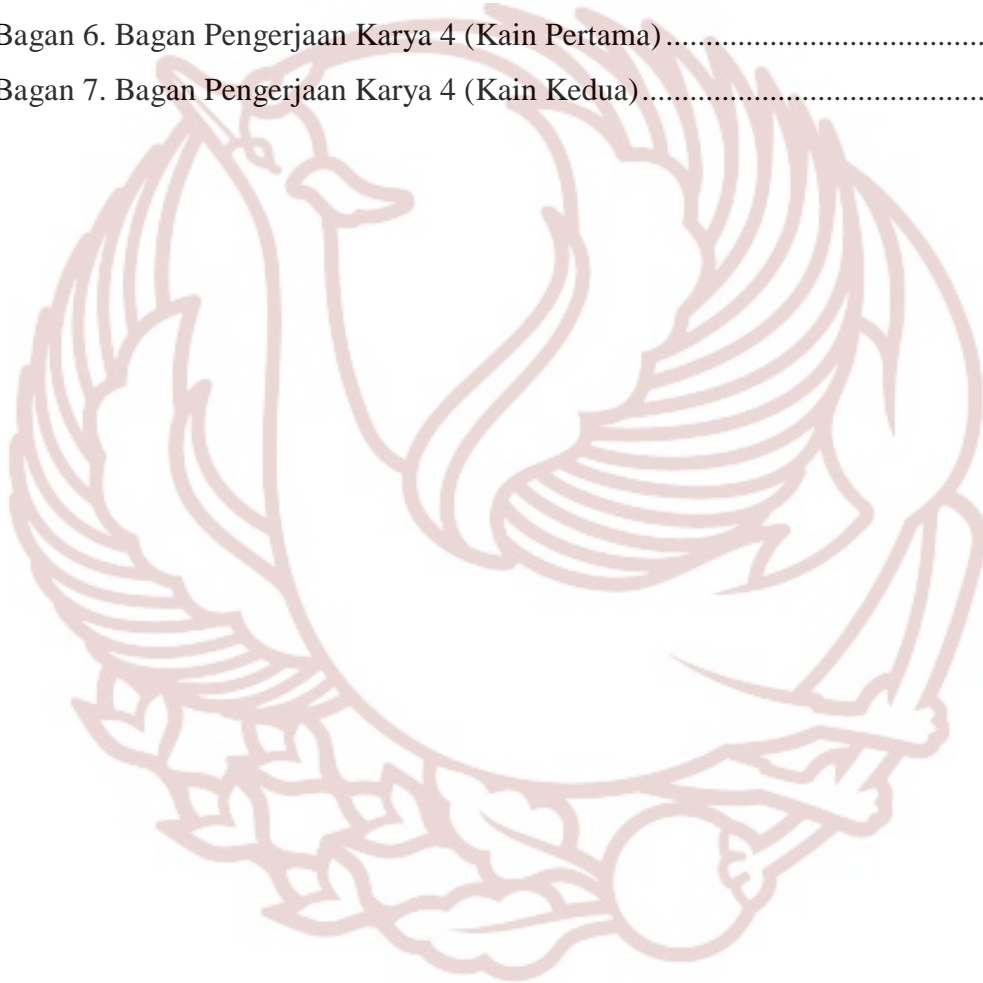 Bagan 6. Bagan Pengerjaan Karya 4 (Kain Pertama)........................................
Bagan 7. Bagan Pengerjaan Karya 4 (Kain Kedua)...........................................